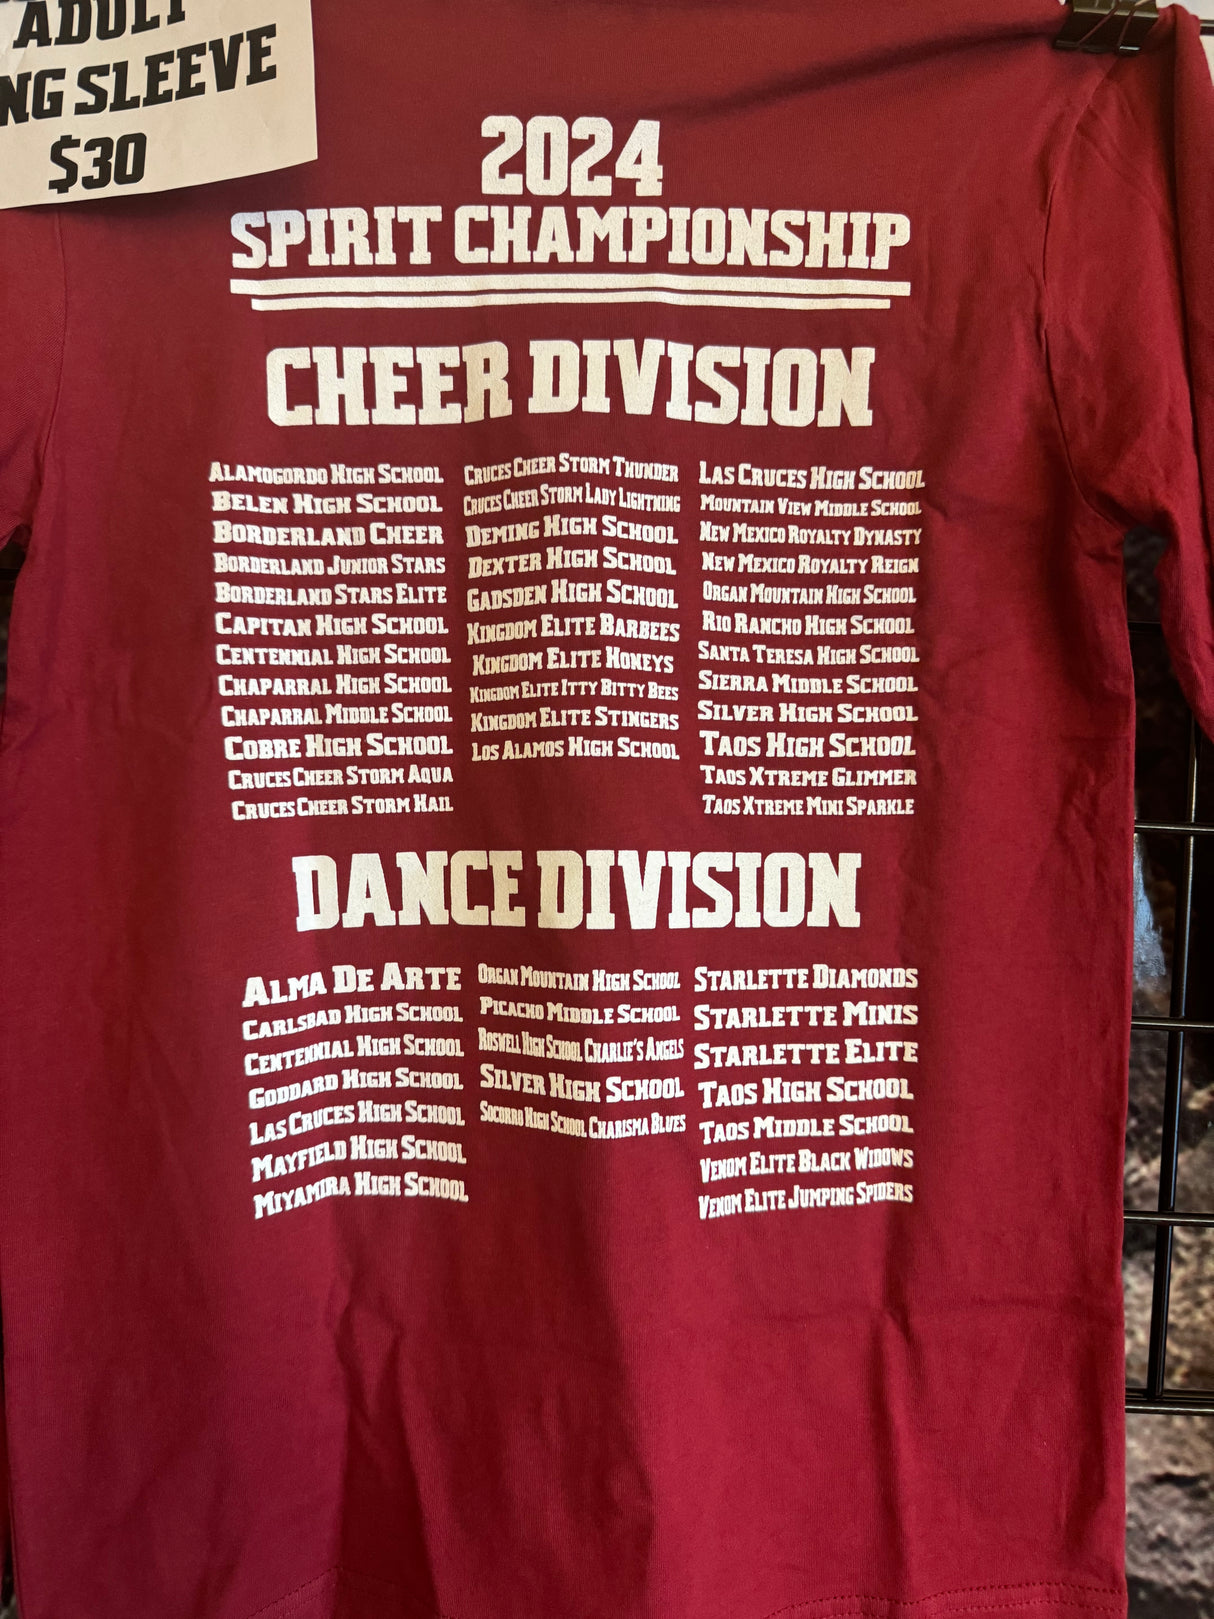 ADULT
NG SLEEVE
$30
2024
SPIRIT CHAMPIONSHIP
CHEER DIVISION
ALAMOGORDO HIGH SCHOOL
BELEN HIGH SCHOOL
BORDERLAND CHEER
BORDERLAND JUNIOR STARS
BORDERLAND STARS ELITE
CAPITAN HIGH SCHOOL
CENTENNIAL HIGH SCHOOL
CHAPARRAL HIGH SCHOOL
CHAPARRAL MIDDLE SCHOOL
COBRE HIGH SCHOOL
CRUCES CHEER STORM AQUA
CRUCES CHEER STORM HAIL
CRUCES CHEER STORM THUNDER
CRUCES CHEER STORM LADY LIGHTNING
DEMING HIGH SCHOOL
DEXTER HIGH SCHOOL
GADSDEN HIGH SCHOOL
KINGDOM ELITE BARBEES
KINGDOM ELITE HONEYS
KINGDOM ELITE ITTY BITTY BEES
KINGDOM ELITE STINGERS
LOS ALAMOS HIGH SCHOOL
LAS CRUCES HIGH SCHOOL
MOUNTAIN VIEW MIDDLE SCHOOL
NEW MEXICO ROYALTY DYNASTY
NEW MEXICO ROYALTY REIGN
ORGAN MOUNTAIN HIGH SCHOOL
RIO RANCHO HIGH SCHOOL
SANTA TERESA HIGH SCHOOL
SIERRA MIDDLE SCHOOL
SILVER HIGH SCHOOL
TAOS HIGH SCHOOL
TAOS XTREME GLIMMER
TAOS XTREME MINI SPARKLE
DANCE DIVISION
ALMA DE ARTE
CARLSBAD HIGH SCHOOL
CENTENNIAL HIGH SCHOOL
GODDARD HIGH SCHOOL
LAS CRUCES HIGH SCHOOL
MAYFIELD HIGH SCHOOL
MIYAMIRA HIGH SCHOOL
ORGAN MOUNTAIN HIGH SCHOOL
PICACHO MIDDLE SCHOOL
ROSWELL HIGH SCHOOL CHARLIE'S ANGELS
SILVER HIGH SCHOOL
SOCORRO HIGH SCHOOL CHARISMA BLUES
STARLETTE DIAMONDS
STARLETTE MINIS
STARLETTE ELITE
TAOS HIGH SCHOOL
TAOS MIDDLE SCHOOL
VENOM ELITE BLACK WIDOWS
VENOM ELITE JUMPING SPIDERS